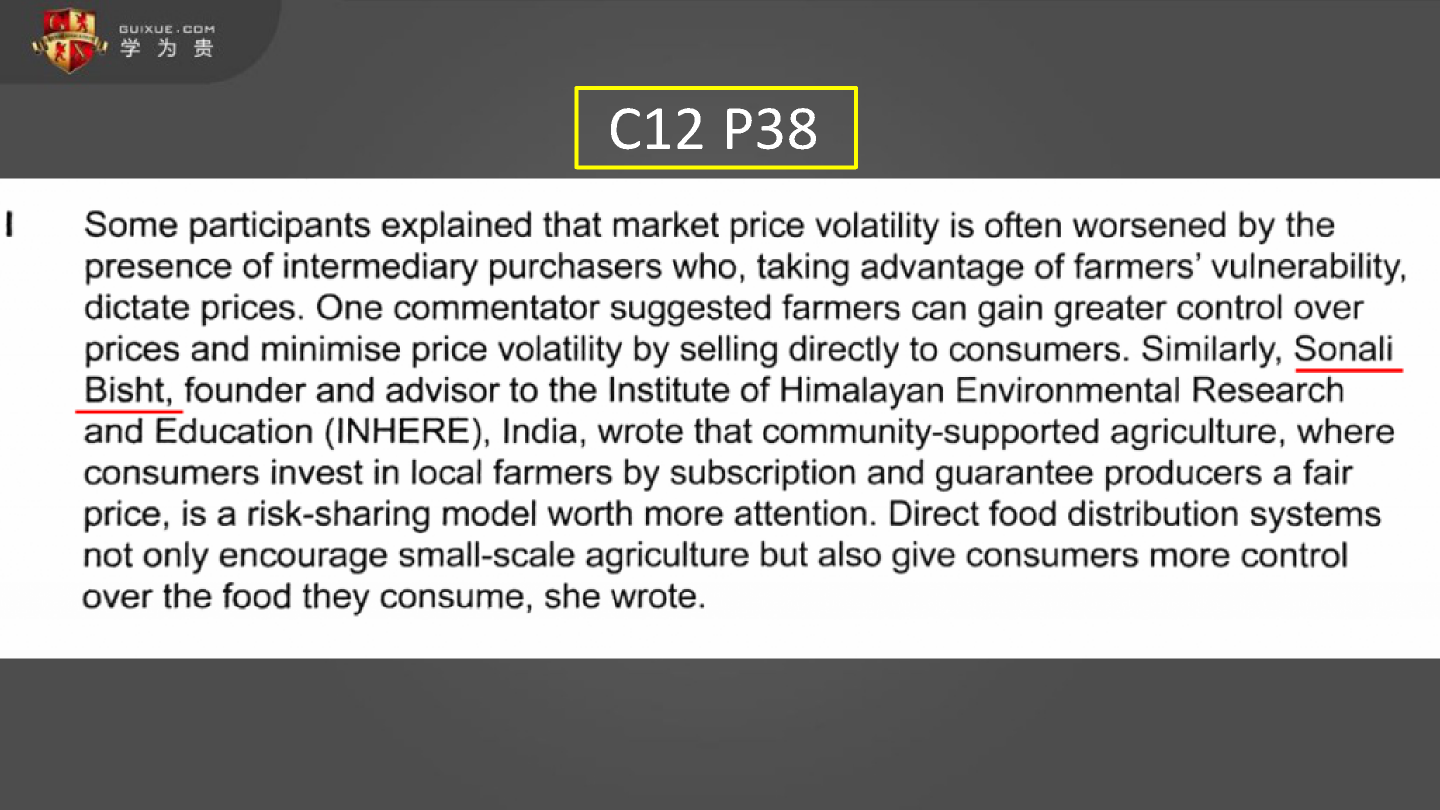 GUIXUE.COM
学为贵
C12 P38
I Some participants explained that market price volatility is often worsened by the
presence of intermediary purchasers who, taking advantage of farmers' vulnerability,
dictate prices. One commentator suggested farmers can gain greater control over
prices and minimise price volatility by selling directly to consumers. Similarly, Sonali
Bisht, founder and advisor to the Institute of Himalayan Environmental Research
and Education (INHERE), India, wrote that community-supported agriculture, where
consumers invest in local farmers by subscription and guarantee producers a fair
price, is a risk-sharing model worth more attention. Direct food distribution systems
not only encourage small-scale agriculture but also give consumers more control
over the food they consume, she wrote.